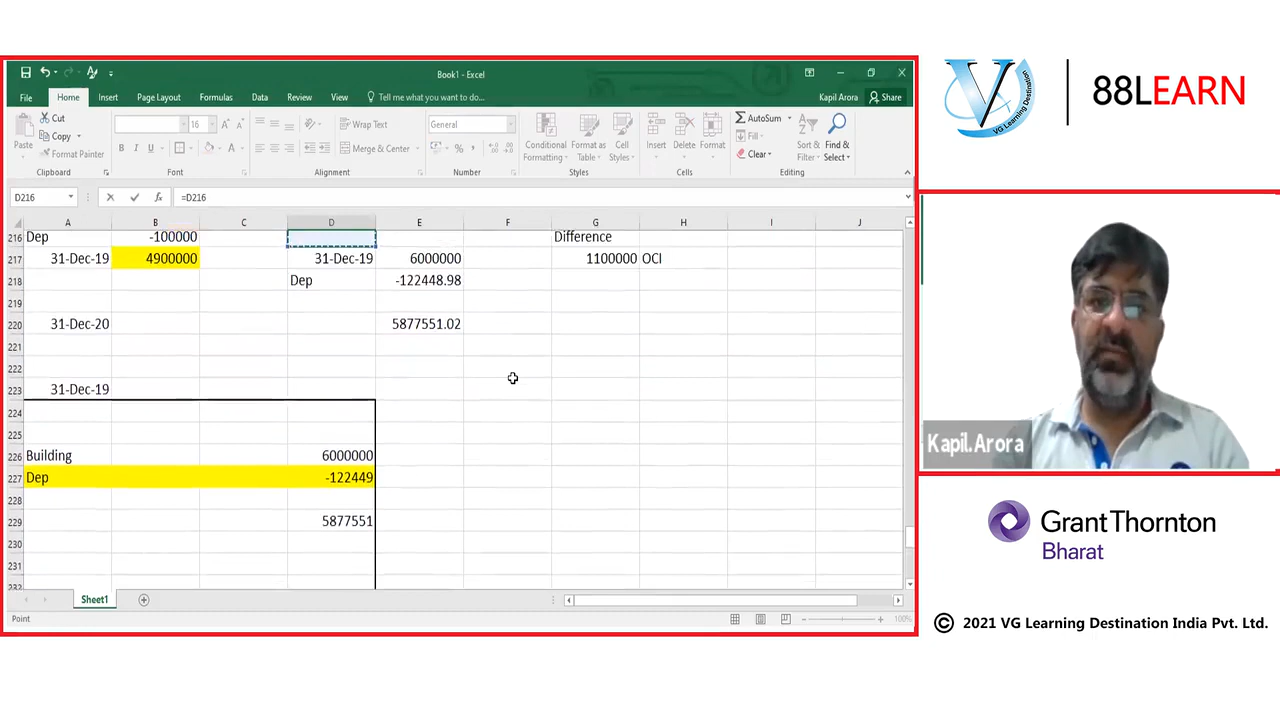 Book1 - Excel
File Home Insert Page Layout Formulas Data Review View Tell me what you want to do... Kapil Arora Share
Paste
Cut
Copy
Format Painter
Clipboard
16
B I U
Font
Wrap Text
Merge & Center
Alignment
General
Number
Conditional Formatting
Format as Table
Cell Styles
Styles
Insert
Delete
Format
Cells
AutoSum
Fill
Clear
Sort & Filter
Find & Select
Editing
D216 =D216
A B C D E F G H I J
216 Dep -100000 Difference
217 31-Dec-19 4900000 31-Dec-19 6000000 1100000 OCI
218 Dep -122448.98
219
220 31-Dec-20 5877551.02
221
222
223 31-Dec-19
224
225
226 Building 6000000
227 Dep -122449
228
229 5877551
230
231
232
Sheet1
Point
100%
V
VG Learning Destination
88LEARN
Kapil.Arora
Grant Thornton
Bharat
© 2021 VG Learning Destination India Pvt. Ltd.